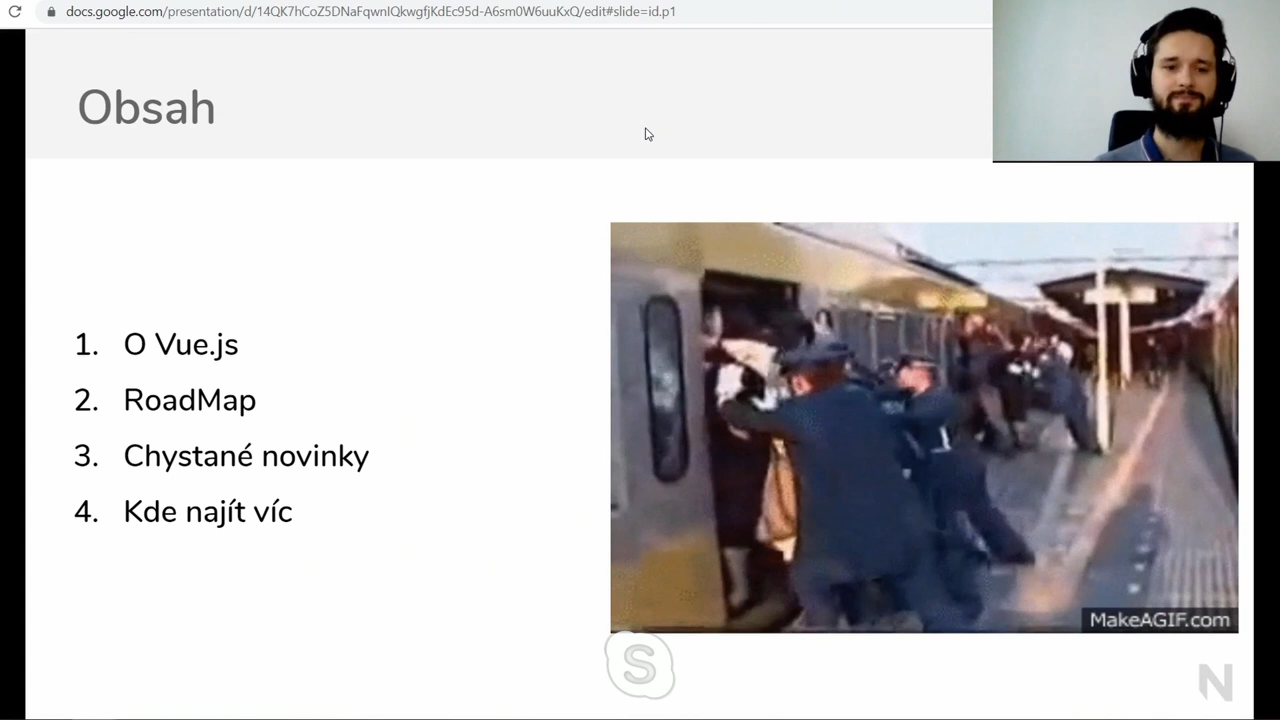 docs.google.com/presentation/d/14QK7hCoZ5DNaFqwnIQkwgfjKdEc95d-A6sm0W6uuKxQ/edit#slide=id.p1
Obsah
1. O Vue.js
2. RoadMap
3. Chystané novinky
4. Kde najít víc
MakeAGIF.com
S
N